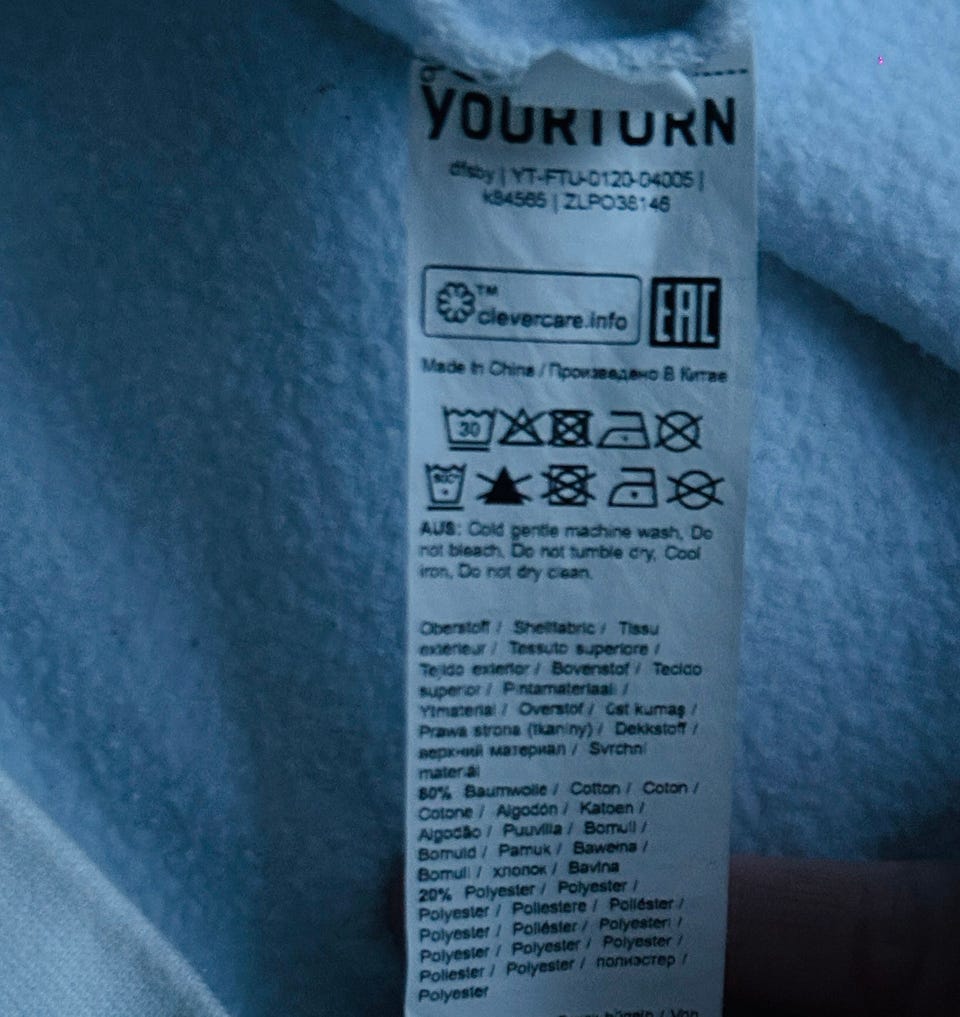 YOURTURN
dfsby | YT-FTU-0120-04005 |
k84565 | ZLPO38146
TM
clevercare.info
EAC
Made in China / Произведено В Китае
30
AUS: Cold gentle machine wash, Do
not bleach, Do not tumble dry, Cool
iron, Do not dry clean,
Oberstoff / Shellfabric / Tissu
extérieur / Tessuto superiore /
Tejido exterior / Bovenstof / Tecido
superior / Pintamateriaali /
Ytmaterial / Overstof / üst kumaş /
Prawa strona (tkaniny) / Dekkstoff /
верхний материал / Svrchní
materiál
80% Baumwolle / Cotton / Coton /
Cotone / Algodón / Katoen /
Algodão / Puuvilla / Bomull /
Bomuld / Pamuk / Bawełna /
Bomull / хлопок / Bavlna
20% Polyester / Polyester /
Polyester / Poliestere / Poliéster /
Polyester / Poliéster / Polyesteri /
Polyester / Polyester / Polyester /
Poliester / Polyester / полиэстер /
Polyester
bügeln / Von